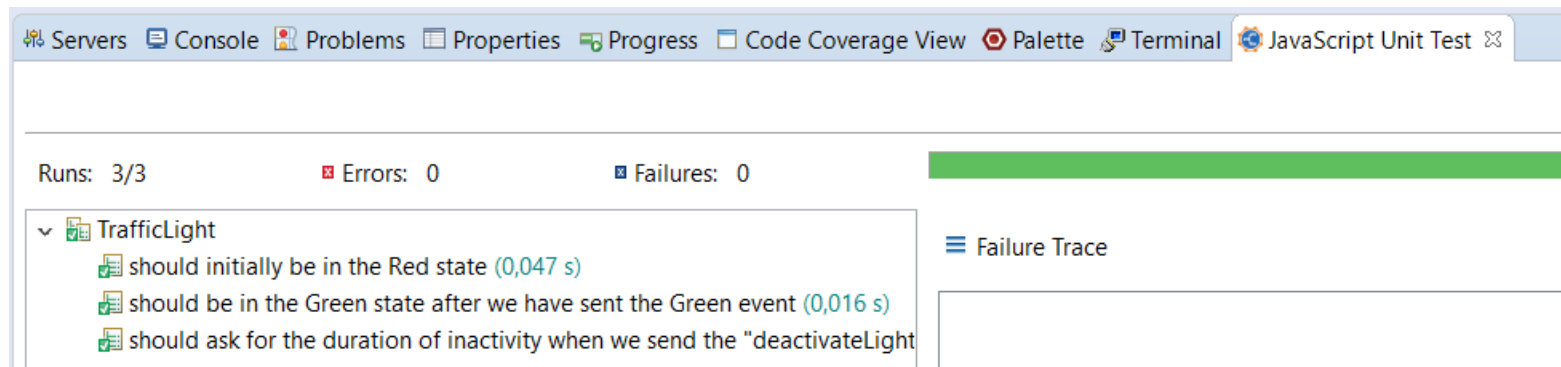 Servers Console Problems Properties Progress Code Coverage View Palette Terminal JavaScript Unit Test
Runs: 3/3 Errors: 0 Failures: 0
TrafficLight
should initially be in the Red state (0,047 s)
should be in the Green state after we have sent the Green event (0,016 s)
should ask for the duration of inactivity when we send the "deactivateLight
Failure Trace